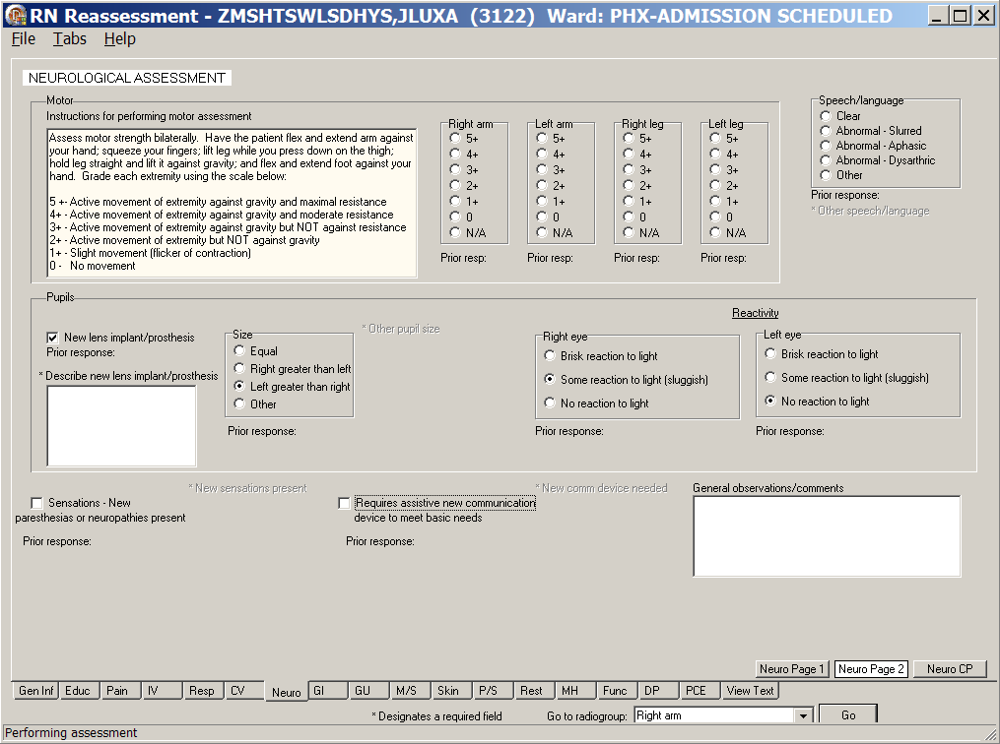 RN Reassessment - ZMSHTSWLSDHYS,JLUXA (3122) Ward: PHX-ADMISSION SCHEDULED
File Tabs Help
NEUROLOGICAL ASSESSMENT
Motor
Instructions for performing motor assessment
Assess motor strength bilaterally. Have the patient flex and extend arm against
your hand; squeeze your fingers; lift leg while you press down on the thigh;
hold leg straight and lift it against gravity; and flex and extend foot against your
hand. Grade each extremity using the scale below:
5 +- Active movement of extremity against gravity and maximal resistance
4+ - Active movement of extremity against gravity and moderate resistance
3+ - Active movement of extremity against gravity but NOT against resistance
2+ - Active movement of extremity but NOT against gravity
1+ - Slight movement (flicker of contraction)
0 - No movement
Right arm
5+
4+
3+
2+
1+
0
N/A
Prior resp:
Left arm
5+
4+
3+
2+
1+
0
N/A
Prior resp:
Right leg
5+
4+
3+
2+
1+
0
N/A
Prior resp:
Left leg
5+
4+
3+
2+
1+
0
N/A
Prior resp:
Speech/language
Clear
Abnormal - Slurred
Abnormal - Aphasic
Abnormal - Dysarthric
Other
Prior response:
* Other speech/language
Pupils
New lens implant/prosthesis
Prior response:
* Describe new lens implant/prosthesis
Size
Equal
Right greater than left
Left greater than right
Other
Prior response:
* Other pupil size
Reactivity
Right eye
Brisk reaction to light
Some reaction to light (sluggish)
No reaction to light
Prior response:
Left eye
Brisk reaction to light
Some reaction to light (sluggish)
No reaction to light
Prior response:
* New sensations present
Sensations - New
paresthesias or neuropathies present
Prior response:
* New comm device needed
Requires assistive new communication
device to meet basic needs
Prior response:
General observations/comments
Neuro Page 1 Neuro Page 2 Neuro CP
Gen Inf Educ Pain IV Resp CV Neuro GI GU M/S Skin P/S Rest MH Func DP PCE View Text
* Designates a required field Go to radiogroup: Right arm Go
Performing assessment